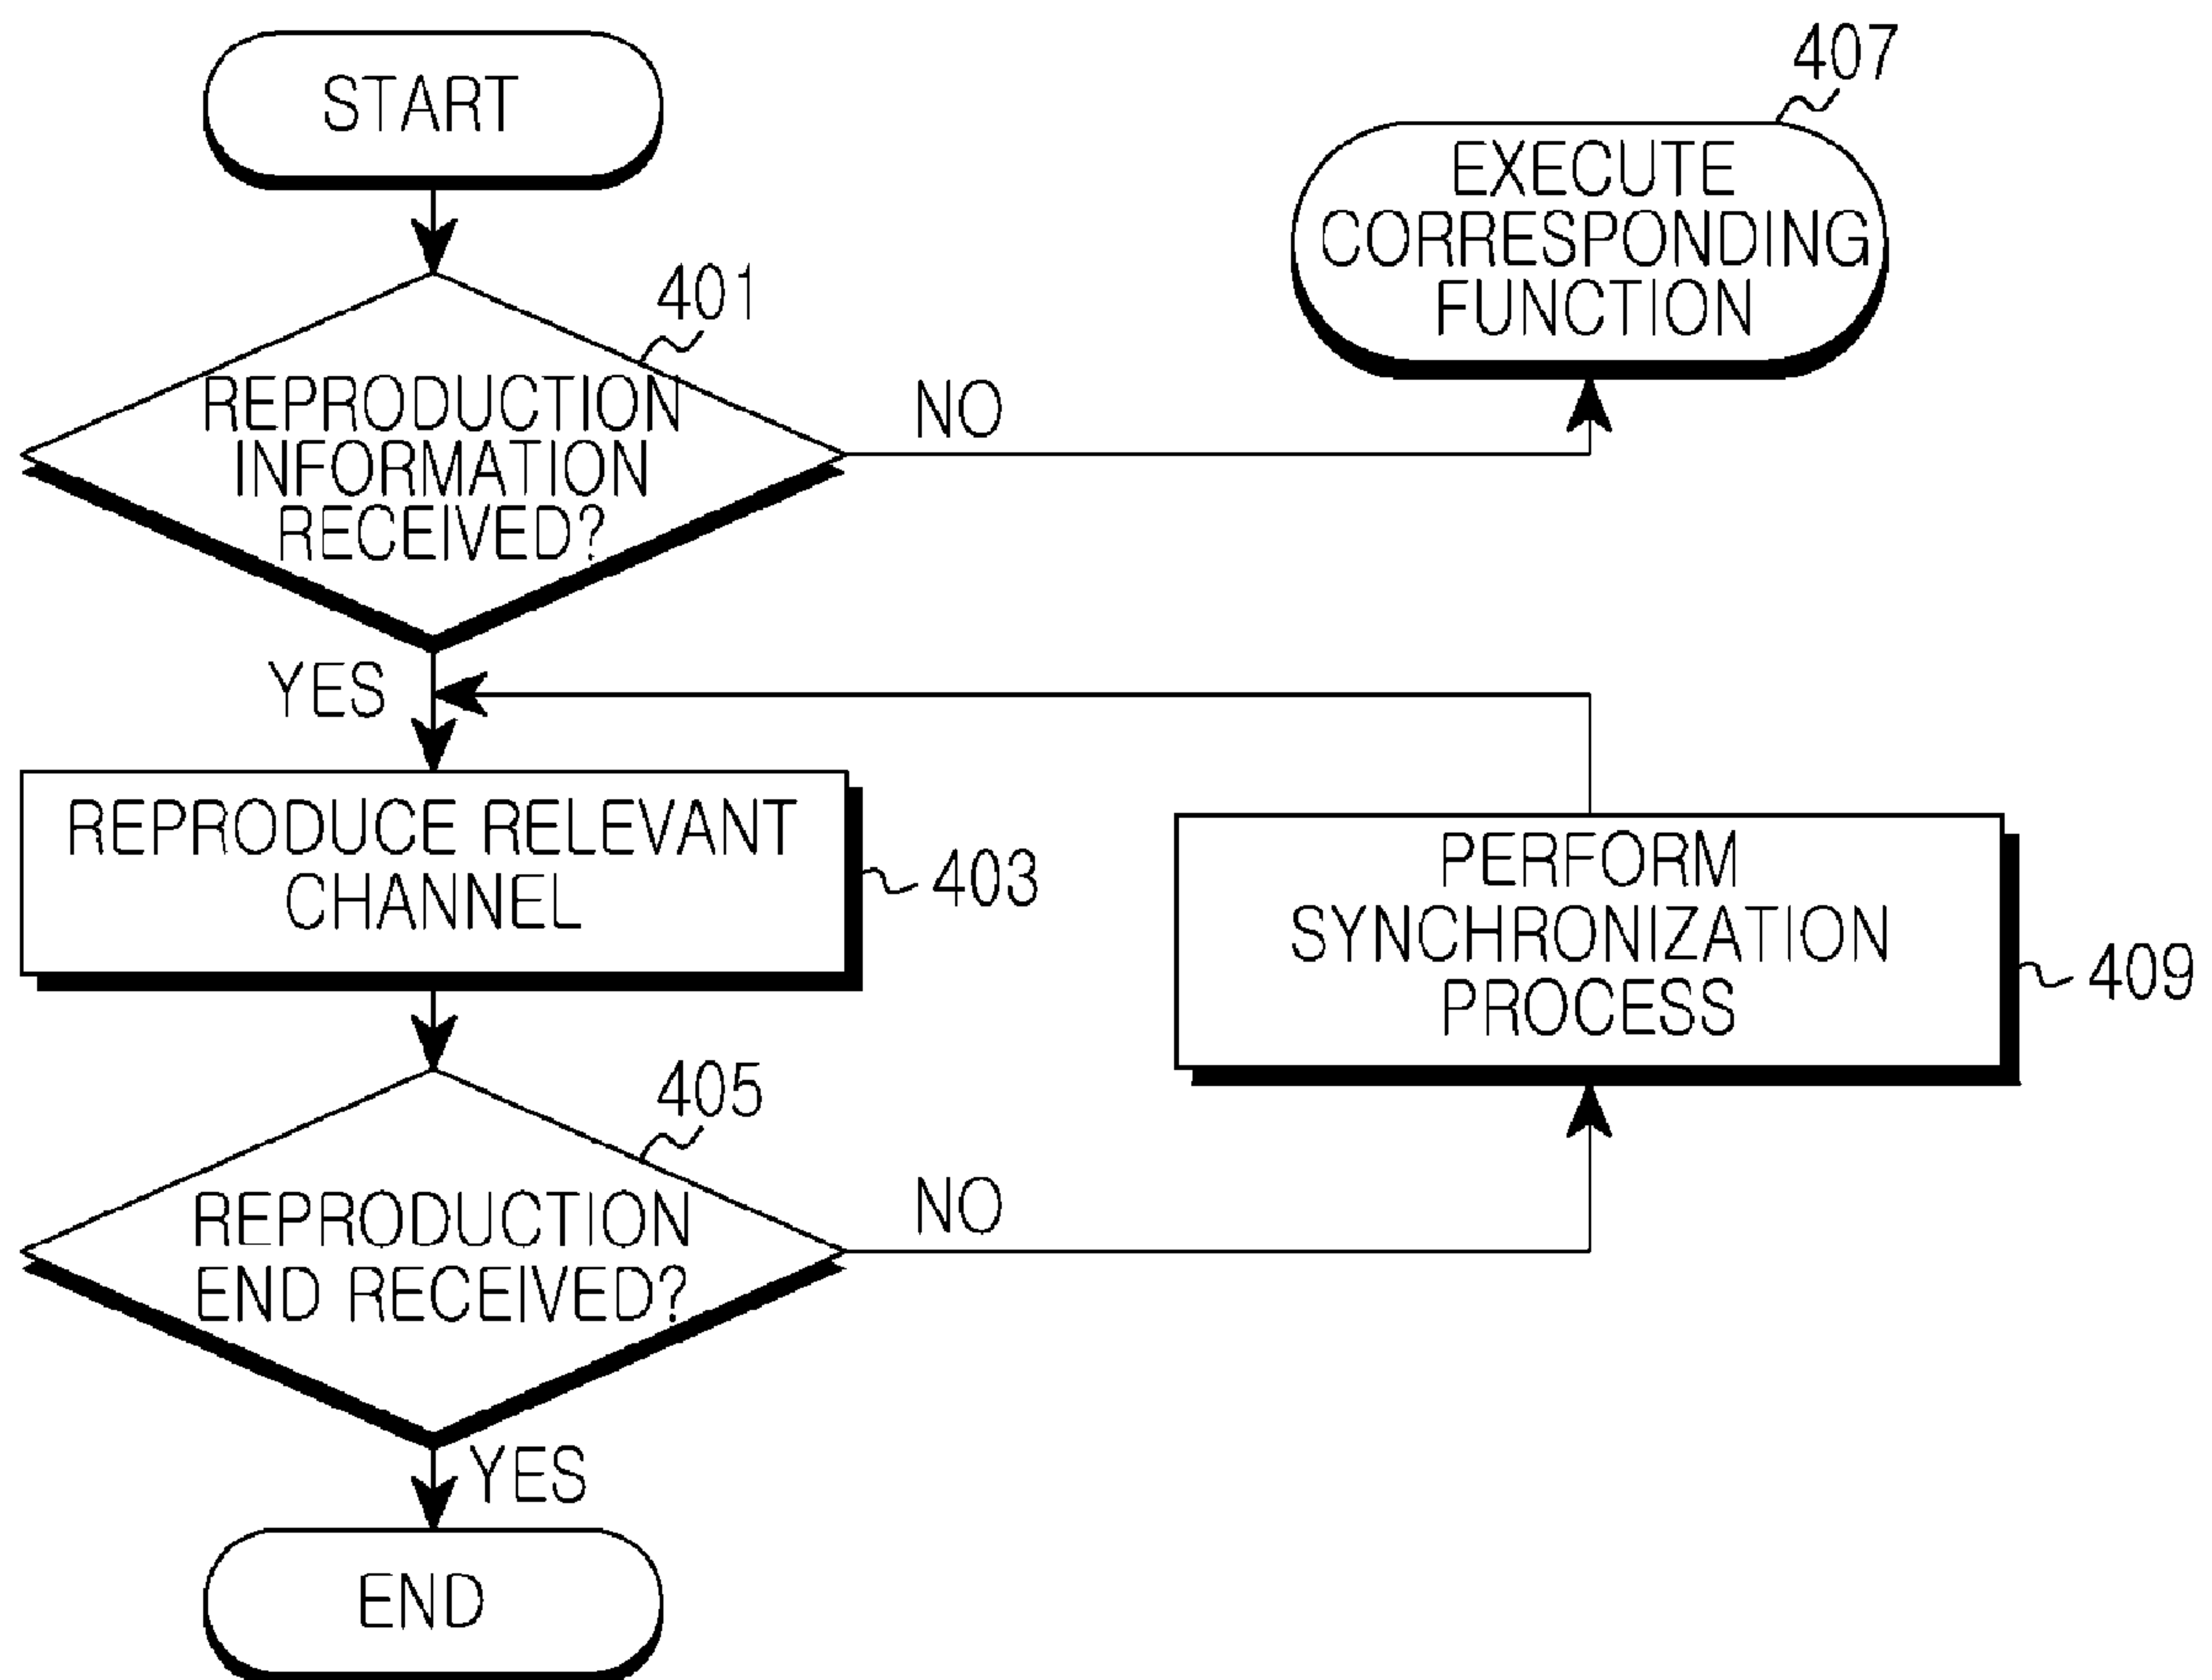 START
401
REPRODUCTION
INFORMATION
RECEIVED?
NO
407
EXECUTE
CORRESPONDING
FUNCTION
YES
REPRODUCE RELEVANT
CHANNEL
403
PERFORM
SYNCHRONIZATION
PROCESS
409
405
REPRODUCTION
END RECEIVED?
NO
YES
END